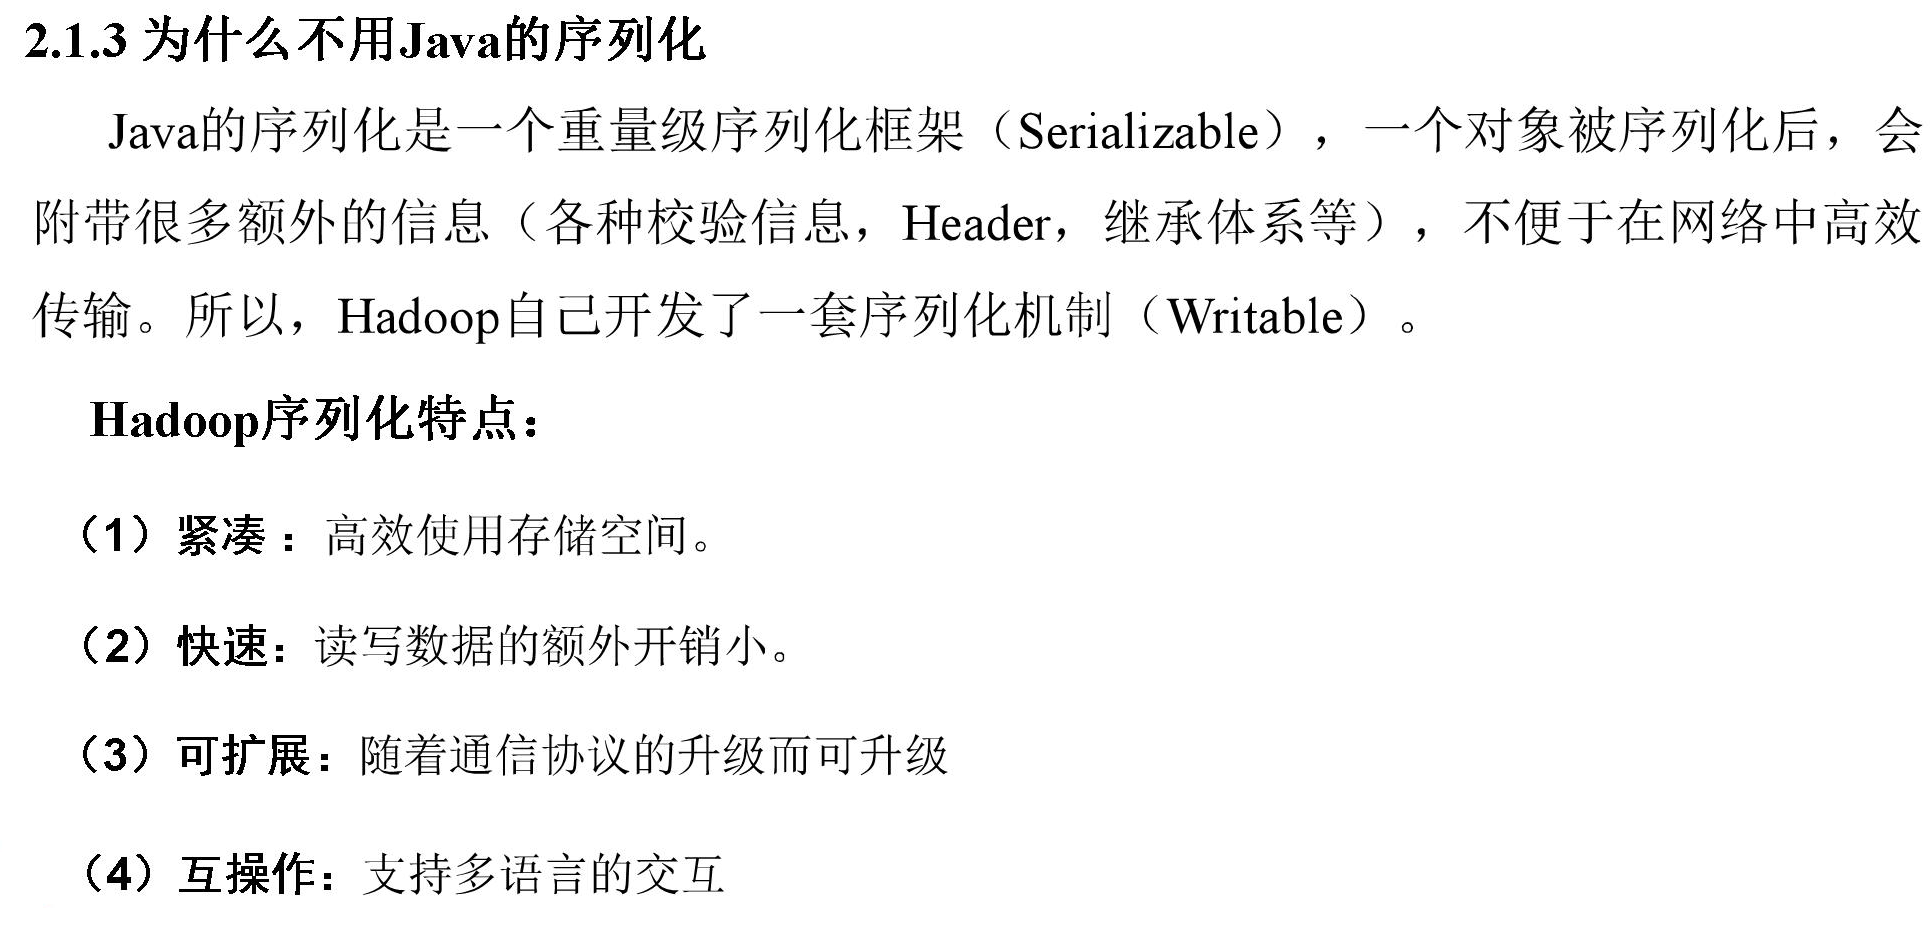 2.1.3 为什么不用Java的序列化
Java的序列化是一个重量级序列化框架（Serializable），一个对象被序列化后，会
附带很多额外的信息（各种校验信息，Header，继承体系等），不便于在网络中高效
传输。所以，Hadoop自己开发了一套序列化机制（Writable）。
Hadoop序列化特点：
（1）紧凑 ：高效使用存储空间。
（2）快速：读写数据的额外开销小。
（3）可扩展：随着通信协议的升级而可升级
（4）互操作：支持多语言的交互